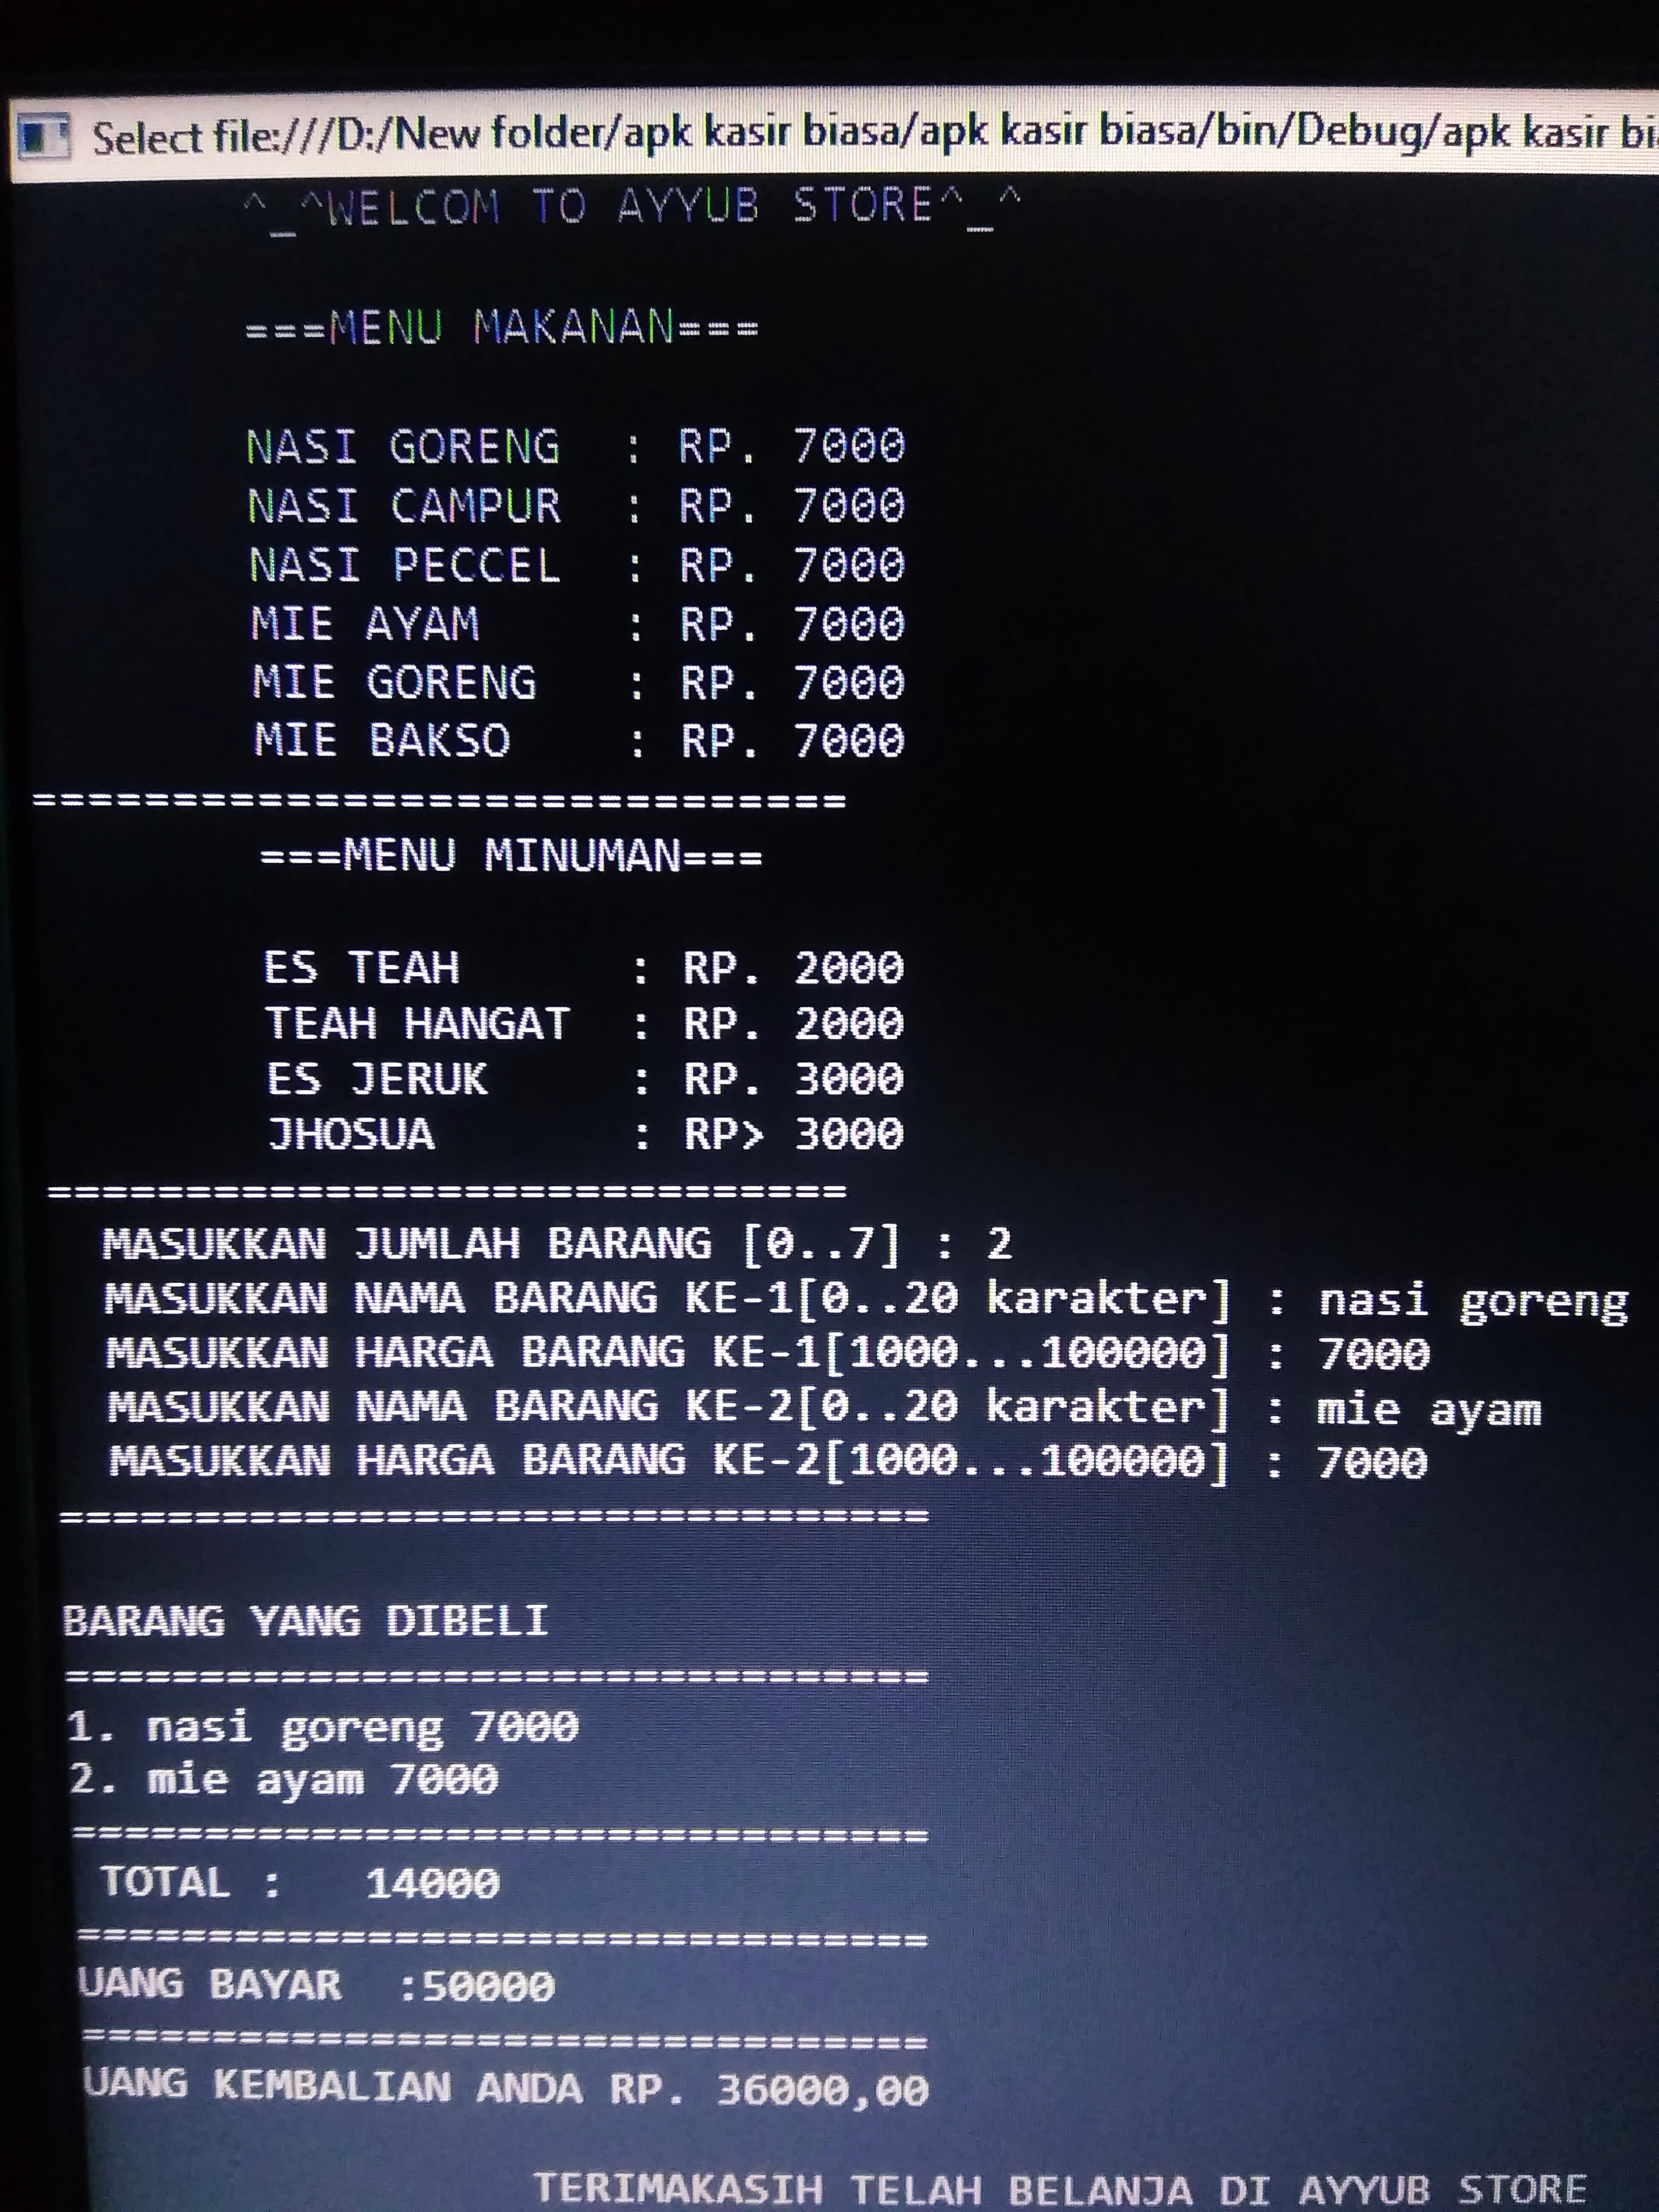 Select file:///D:/New folder/apk kasir biasa/apk kasir biasa/bin/Debug/apk kasir bi
^_^WELCOM TO AYYUB STORE^_^
===MENU MAKANAN===
NASI GORENG : RP. 7000
NASI CAMPUR : RP. 7000
NASI PECCEL : RP. 7000
MIE AYAM : RP. 7000
MIE GORENG : RP. 7000
MIE BAKSO : RP. 7000
=============================
===MENU MINUMAN===
ES TEAH : RP. 2000
TEAH HANGAT : RP. 2000
ES JERUK : RP. 3000
JHOSUA : RP> 3000
=============================
MASUKKAN JUMLAH BARANG [0..7] : 2
MASUKKAN NAMA BARANG KE-1[0..20 karakter] : nasi goreng
MASUKKAN HARGA BARANG KE-1[1000...100000] : 7000
MASUKKAN NAMA BARANG KE-2[0..20 karakter] : mie ayam
MASUKKAN HARGA BARANG KE-2[1000...100000] : 7000
================================
BARANG YANG DIBELI
================================
1. nasi goreng 7000
2. mie ayam 7000
================================
TOTAL : 14000
================================
UANG BAYAR :50000
================================
UANG KEMBALIAN ANDA RP. 36000,00
TERIMAKASIH TELAH BELANJA DI AYYUB STORE